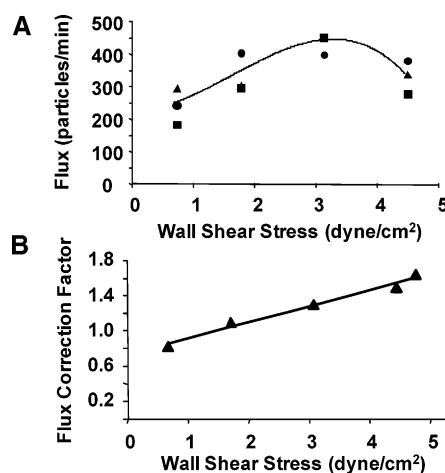 A
Flux (particles/min)
500
400
300
200
100
0
0 1 2 3 4 5
Wall Shear Stress (dyne/cm²)
B
Flux Correction Factor
1.8
1.4
1.0
0.6
0.2
0 1 2 3 4 5
Wall Shear Stress (dyne/cm²)